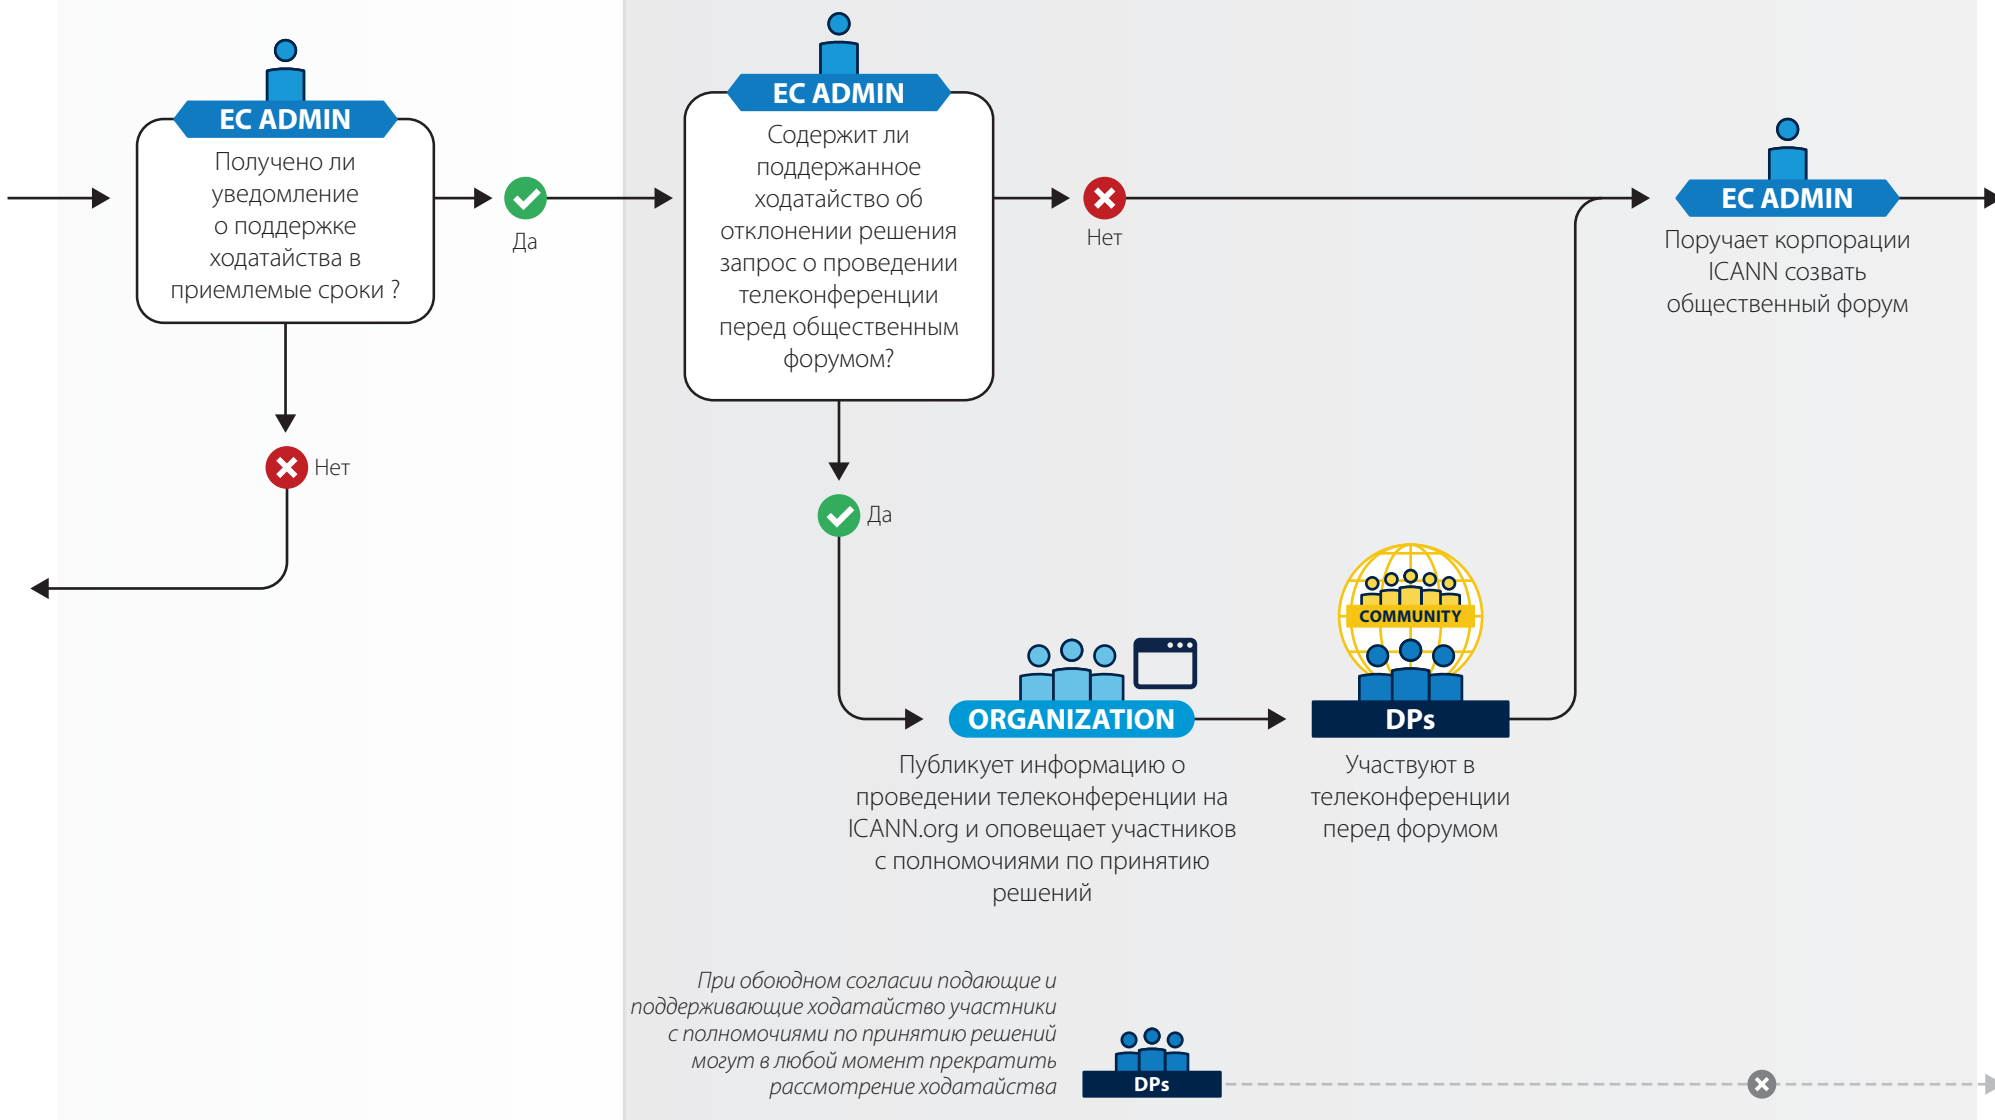 EC ADMIN
Получено ли
уведомление
о поддержке
ходатайства в
приемлемые сроки ?
Да
Нет
EC ADMIN
Содержит ли
поддержанное
ходатайство об
отклонении решения
запрос о проведении
телеконференции
перед общественным
форумом?
Нет
Да
EC ADMIN
Поручает корпорации
ICANN созвать
общественный форум
ORGANIZATION
Публикует информацию о
проведении телеконференции на
ICANN.org и оповещает участников
с полномочиями по принятию
решений
COMMUNITY
DPs
Участвуют в
телеконференции
перед форумом
При обоюдном согласии подающие и
поддерживающие ходатайство участники
с полномочиями по принятию решений
могут в любой момент прекратить
рассмотрение ходатайства
DPs